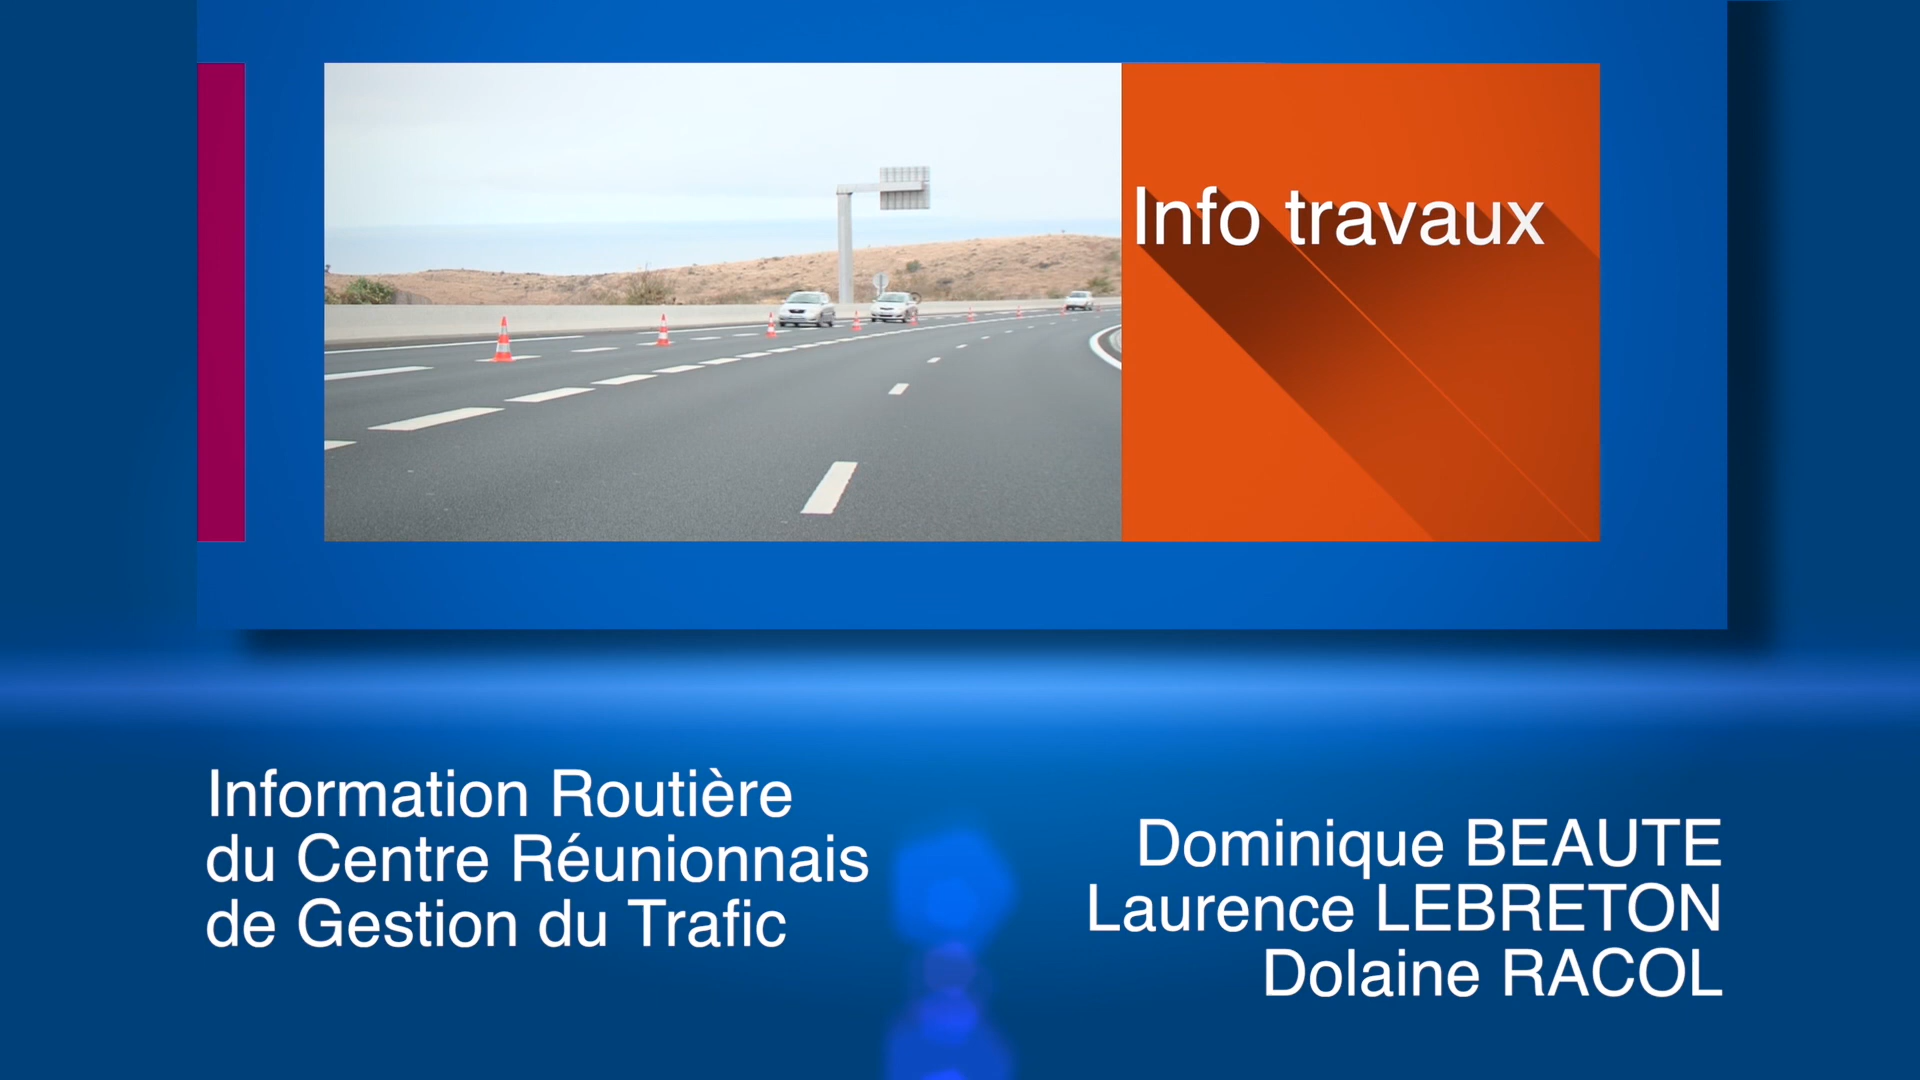 Info travaux
Information Routière
du Centre Réunionnais
de Gestion du Trafic
Dominique BEAUTE
Laurence LEBRETON
Dolaine RACOL